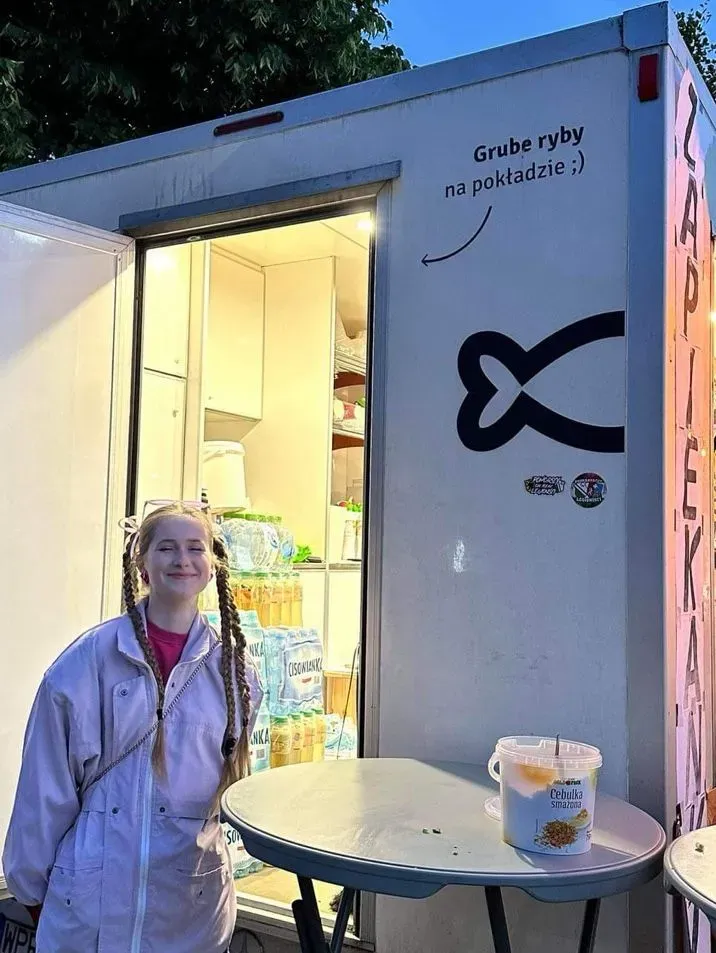 Grube ryby
na pokładzie ;)
ZAPIEKAN
CISOWIANKA
Cebulka
smażona